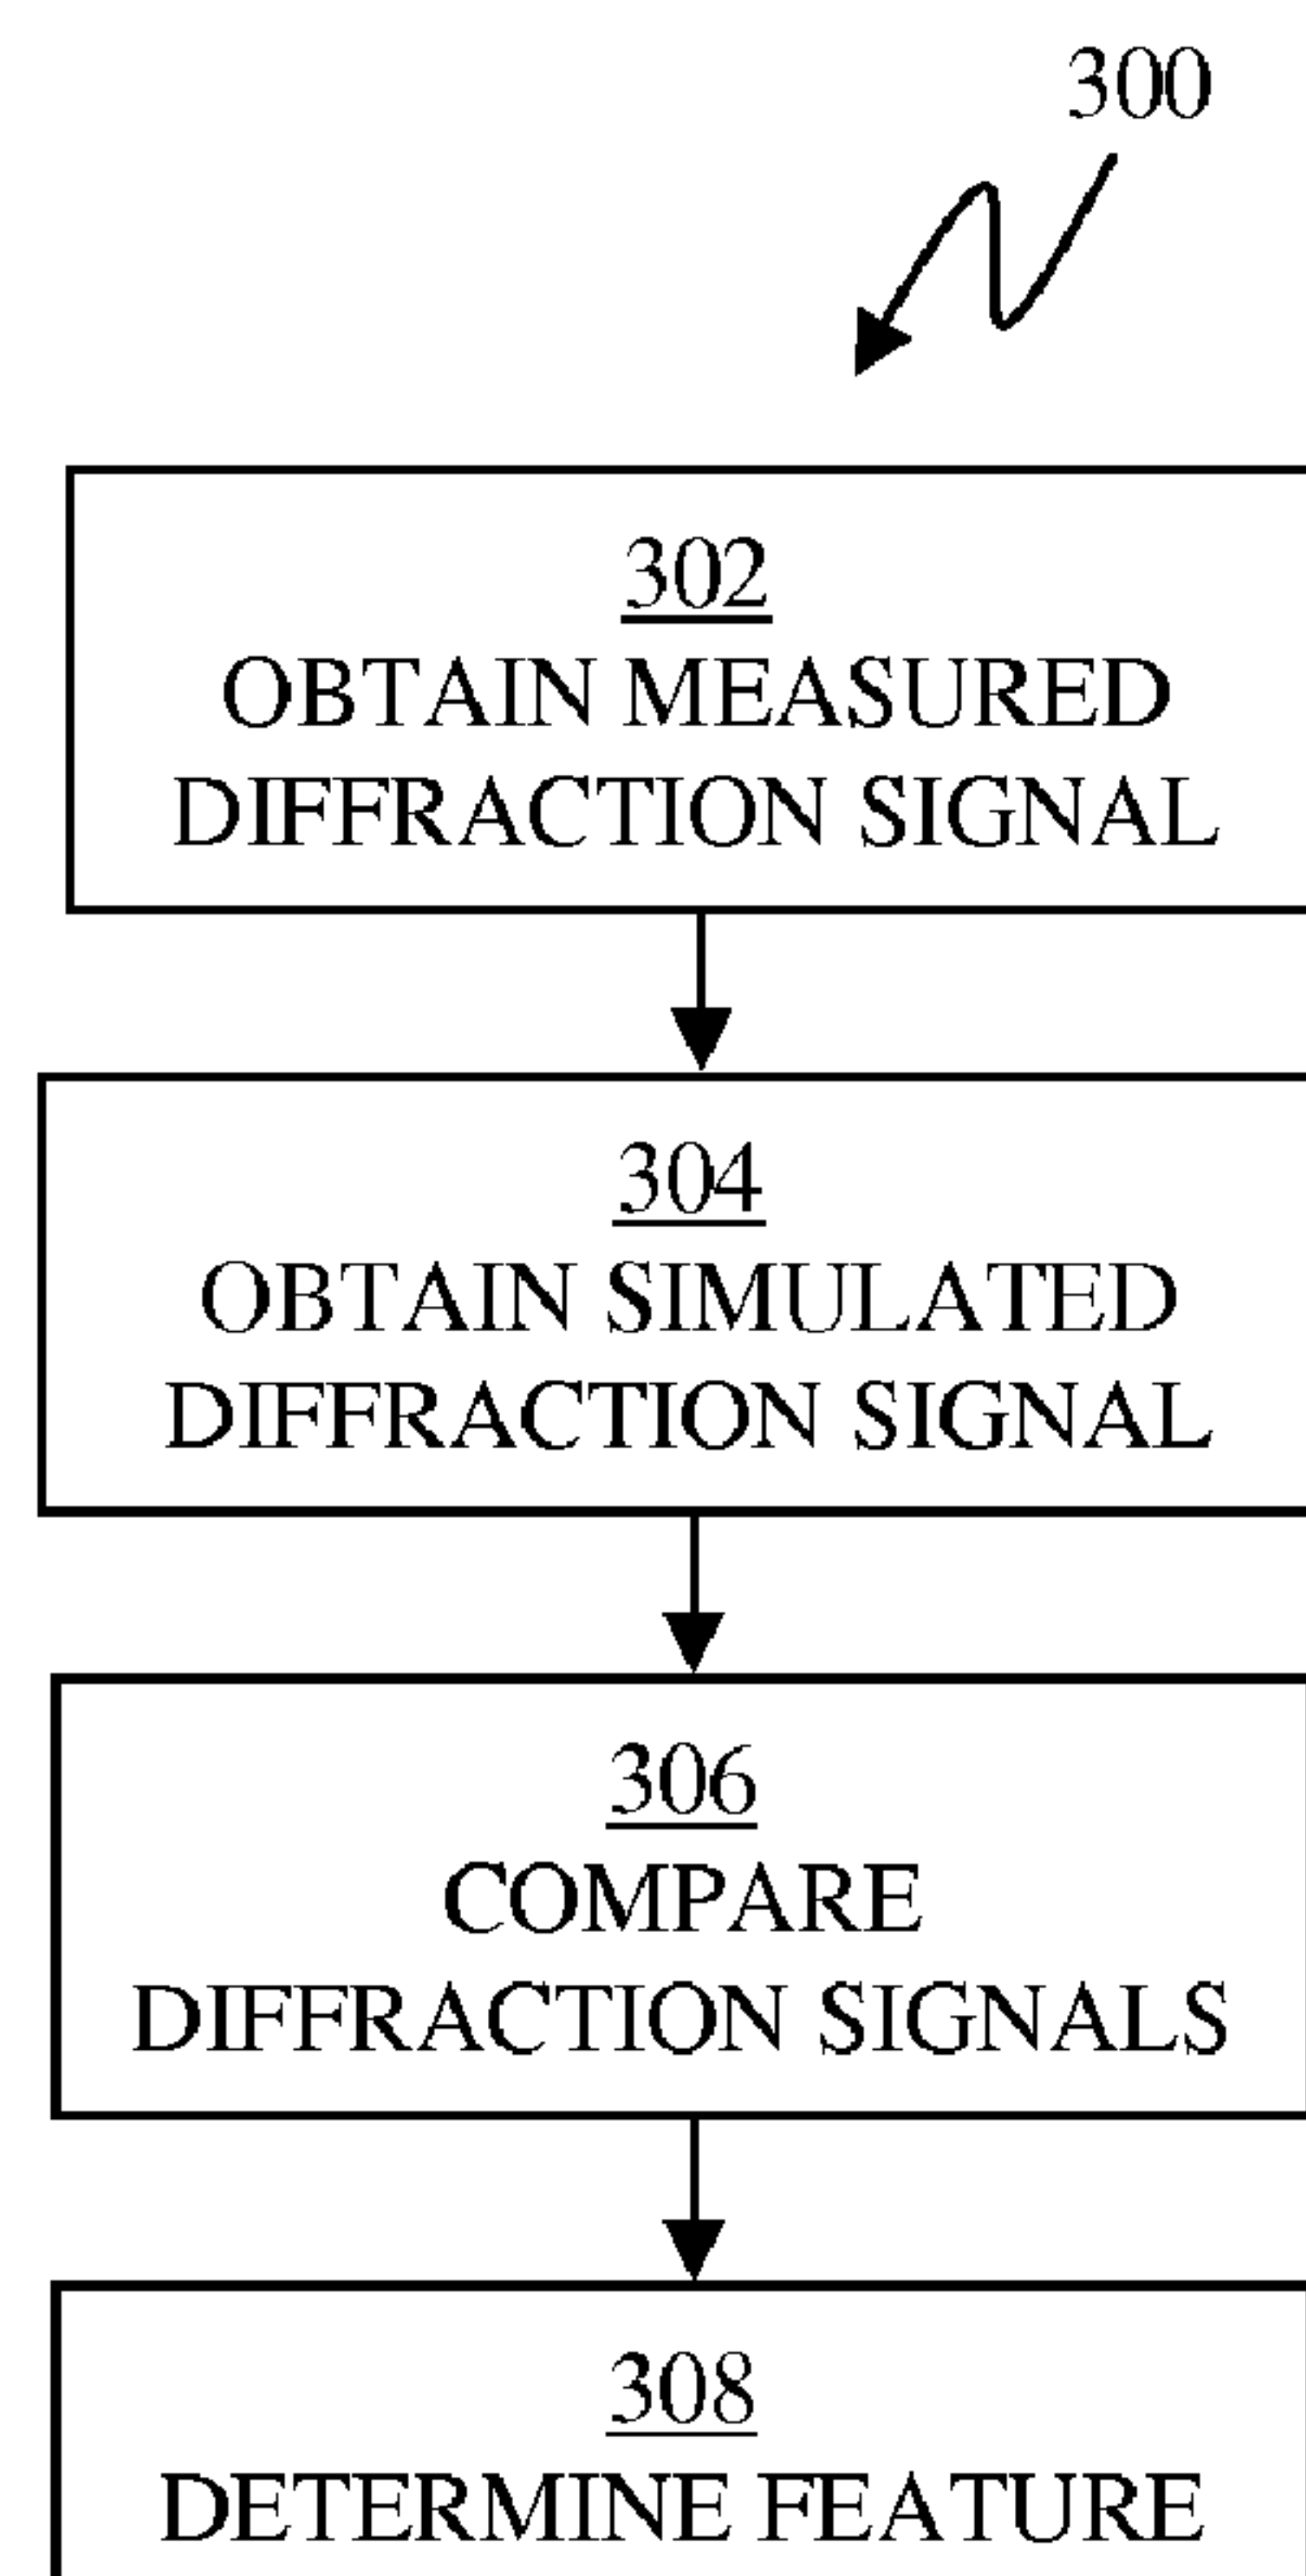 300
302
OBTAIN MEASURED
DIFFRACTION SIGNAL
304
OBTAIN SIMULATED
DIFFRACTION SIGNAL
306
COMPARE
DIFFRACTION SIGNALS
308
DETERMINE FEATURE